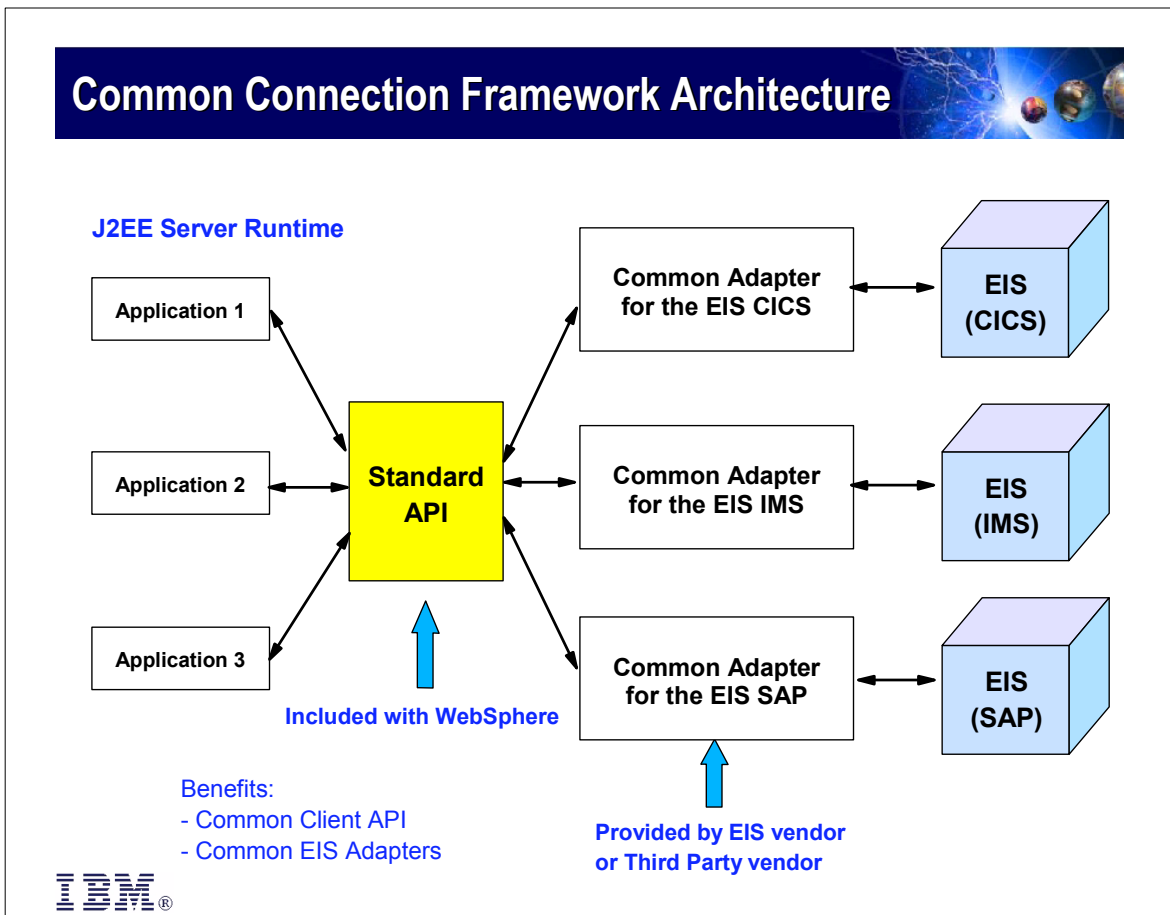 Common Connection Framework Architecture
J2EE Server Runtime
Application 1
Application 2
Application 3
Standard
API
Included with WebSphere
Common Adapter
for the EIS CICS
Common Adapter
for the EIS IMS
Common Adapter
for the EIS SAP
EIS
(CICS)
EIS
(IMS)
EIS
(SAP)
Provided by EIS vendor
or Third Party vendor
Benefits:
- Common Client API
- Common EIS Adapters
IBM®